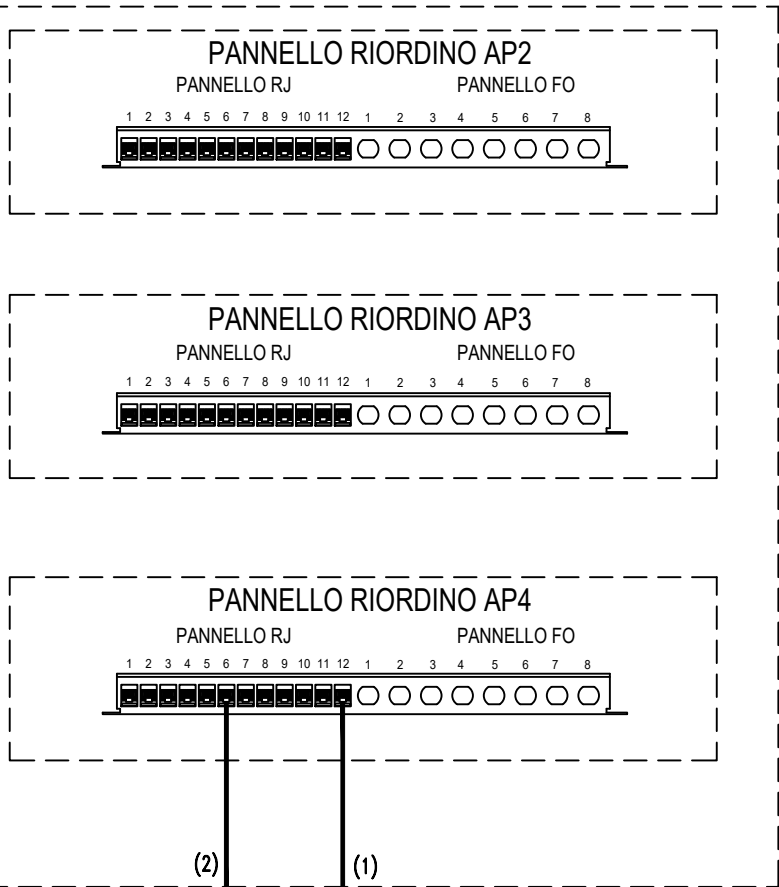 PANNELLO RIORDINO AP2
PANNELLO RJ PANNELLO FO
1 2 3 4 5 6 7 8 9 10 11 12 1 2 3 4 5 6 7 8
PANNELLO RIORDINO AP3
PANNELLO RJ PANNELLO FO
1 2 3 4 5 6 7 8 9 10 11 12 1 2 3 4 5 6 7 8
PANNELLO RIORDINO AP4
PANNELLO RJ PANNELLO FO
1 2 3 4 5 6 7 8 9 10 11 12 1 2 3 4 5 6 7 8
(2) (1)